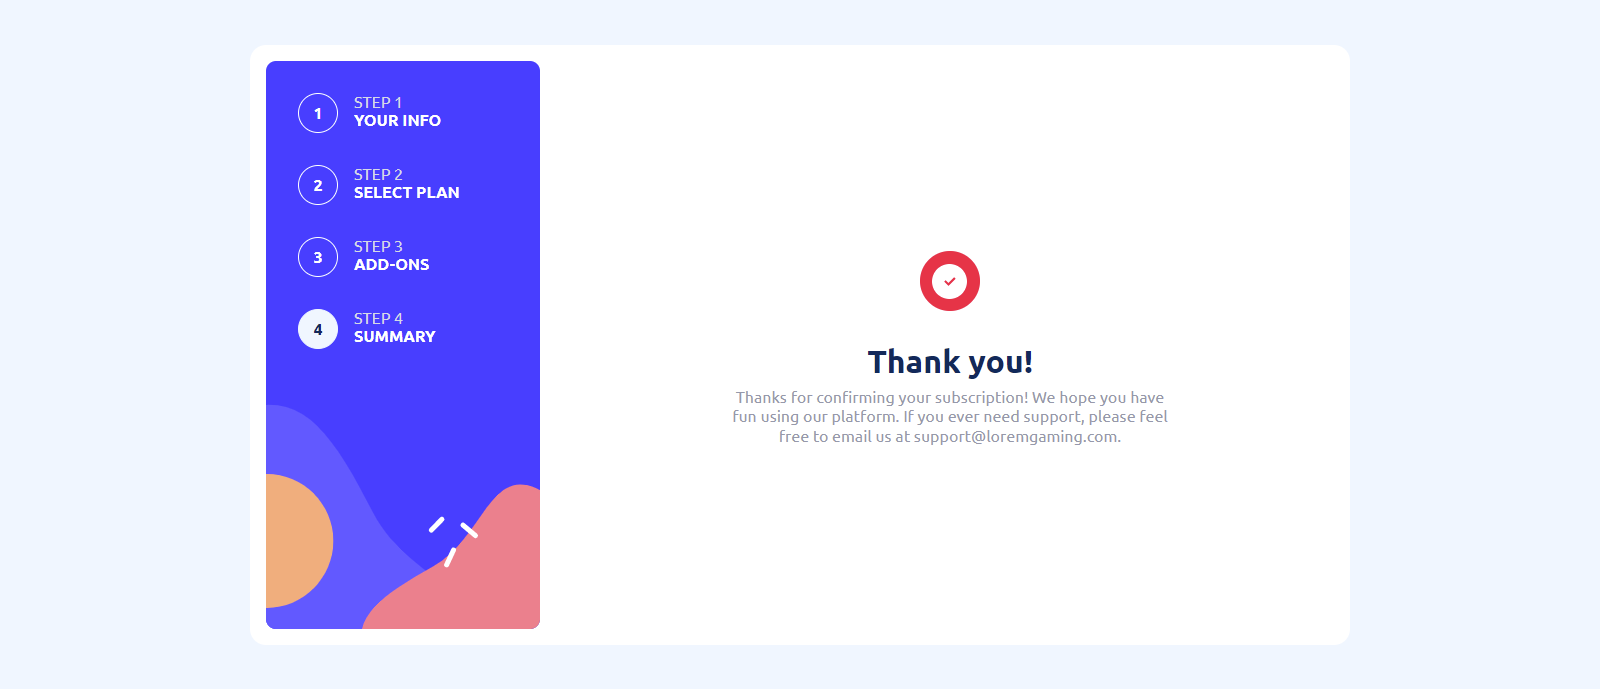 1
STEP 1
YOUR INFO
2
STEP 2
SELECT PLAN
3
STEP 3
ADD-ONS
4
STEP 4
SUMMARY
Thank you!
Thanks for confirming your subscription! We hope you have
fun using our platform. If you ever need support, please feel
free to email us at support@loremgaming.com.